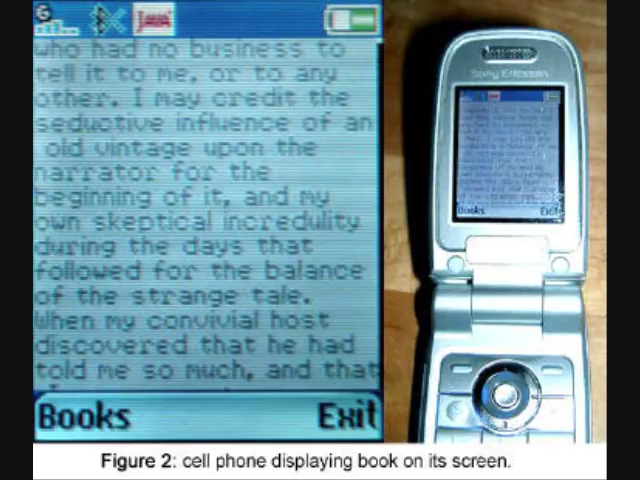 JAVA
who had no business to
tell it to me, or to any
other. I may credit the
seductive influence of an
old vintage upon the
narrator for the
beginning of it, and my
own skeptical incredulity
during the days that
followed for the balance
of the strange tale.
When my convivial host
discovered that he had
told me so much, and that
Books Exit
Sony Ericsson
Books Exit
Figure 2: cell phone displaying book on its screen.